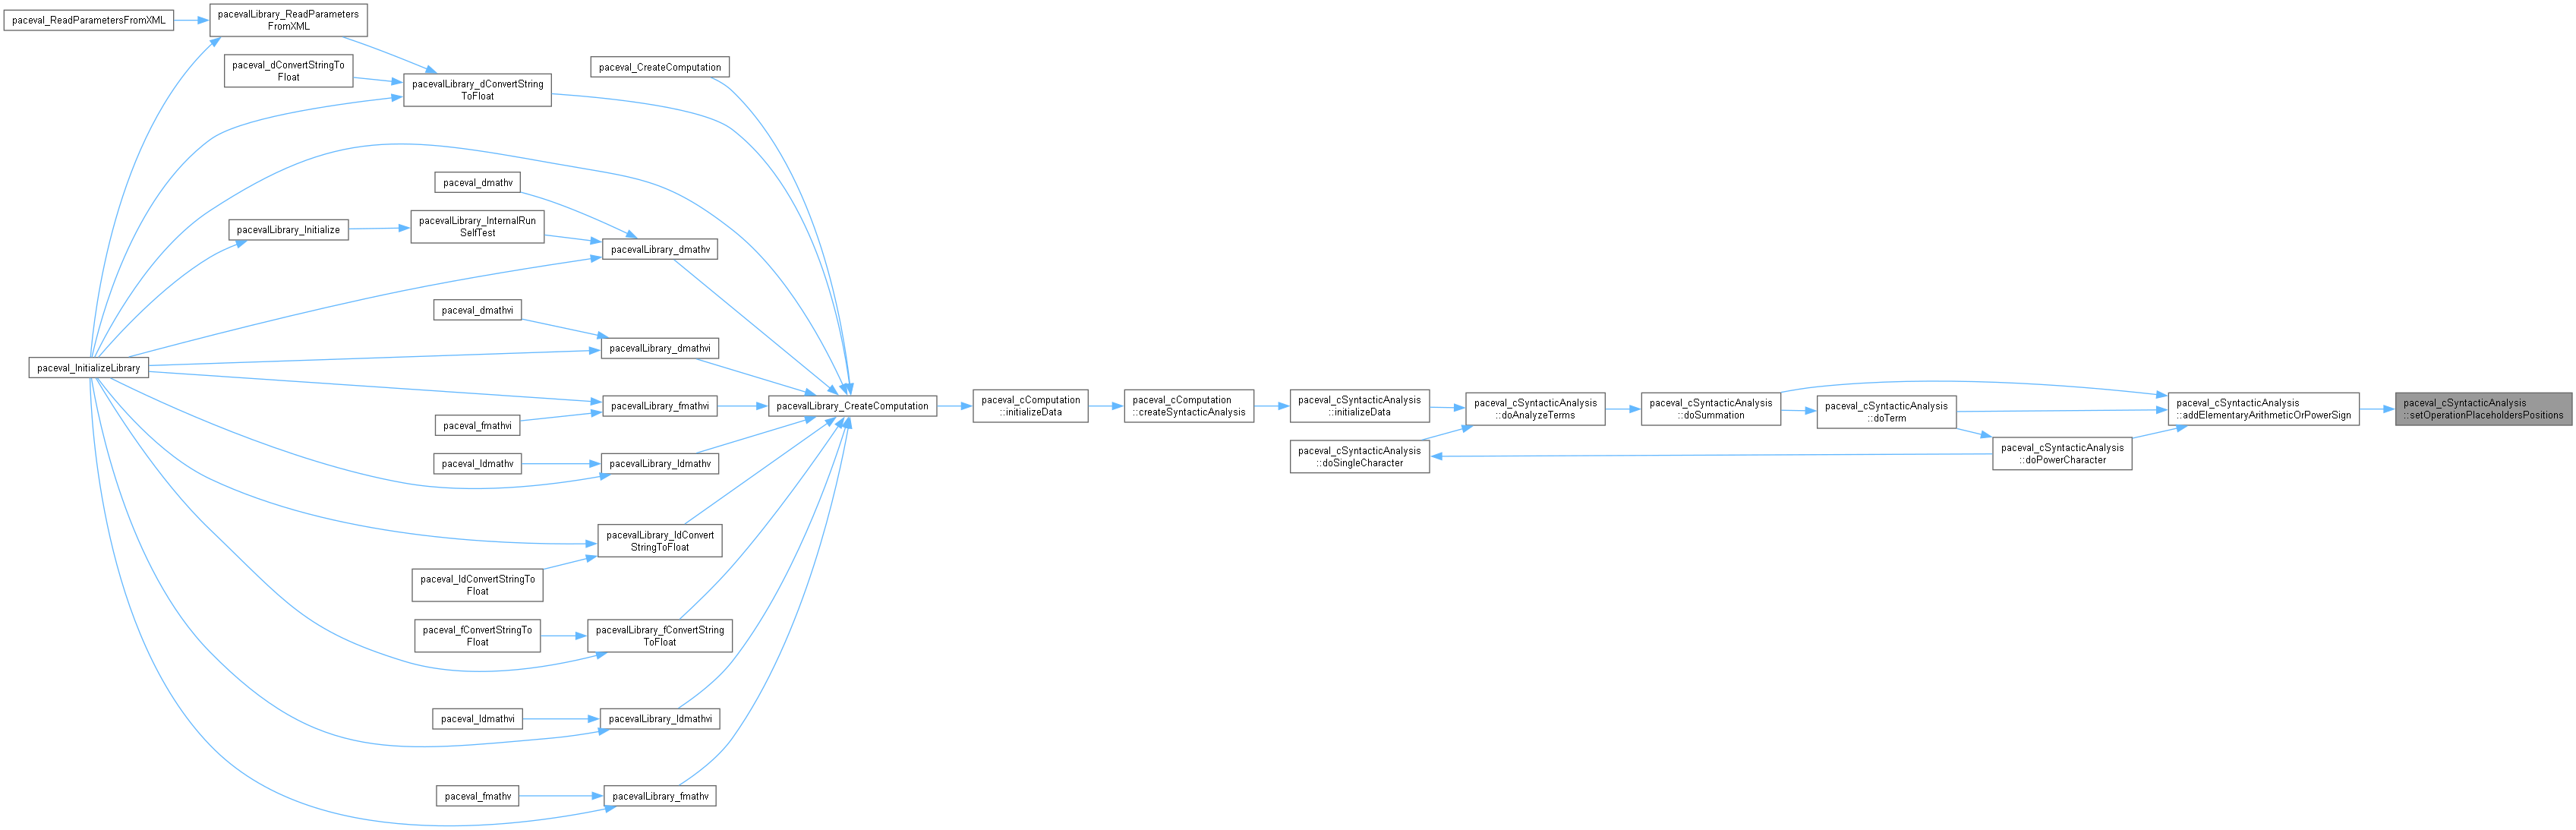 paceval_ReadParametersFromXML
pacevalLibrary_ReadParameters
FromXML
paceval_dConvertStringTo
Float
pacevalLibrary_dConvertString
ToFloat
paceval_CreateComputation
paceval_dmathv
pacevalLibrary_Initialize
pacevalLibrary_InternalRun
SelfTest
pacevalLibrary_dmathv
paceval_dmathvi
pacevalLibrary_dmathvi
paceval_InitializeLibrary
pacevalLibrary_fmathvi
paceval_fmathvi
pacevalLibrary_CreateComputation
paceval_cComputation
::initializeData
paceval_cComputation
::createSyntacticAnalysis
paceval_cSyntacticAnalysis
::initializeData
paceval_cSyntacticAnalysis
::doSingleCharacter
paceval_cSyntacticAnalysis
::doAnalyzeTerms
paceval_cSyntacticAnalysis
::doSummation
paceval_cSyntacticAnalysis
::doTerm
paceval_cSyntacticAnalysis
::doPowerCharacter
paceval_cSyntacticAnalysis
::addElementaryArithmeticOrPowerSign
paceval_cSyntacticAnalysis
::setOperationPlaceholdersPositions
paceval_ldmathv
pacevalLibrary_ldmathv
pacevalLibrary_ldConvert
StringToFloat
paceval_ldConvertStringTo
Float
paceval_fConvertStringTo
Float
pacevalLibrary_fConvertString
ToFloat
paceval_ldmathvi
pacevalLibrary_ldmathvi
paceval_fmathv
pacevalLibrary_fmathv